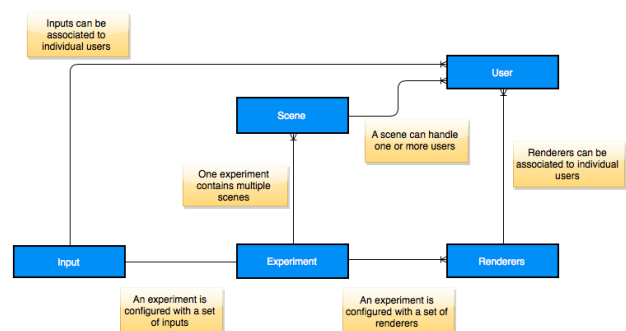 Inputs can be
associated to
individual users
User
Scene
A scene can handle
one or more users
Renderers can be
associated to individual
users
One experiment
contains multiple
scenes
Input
Experiment
Renderers
An experiment is
configured with a set
of inputs
An experiment is
configured with a set of
renderers